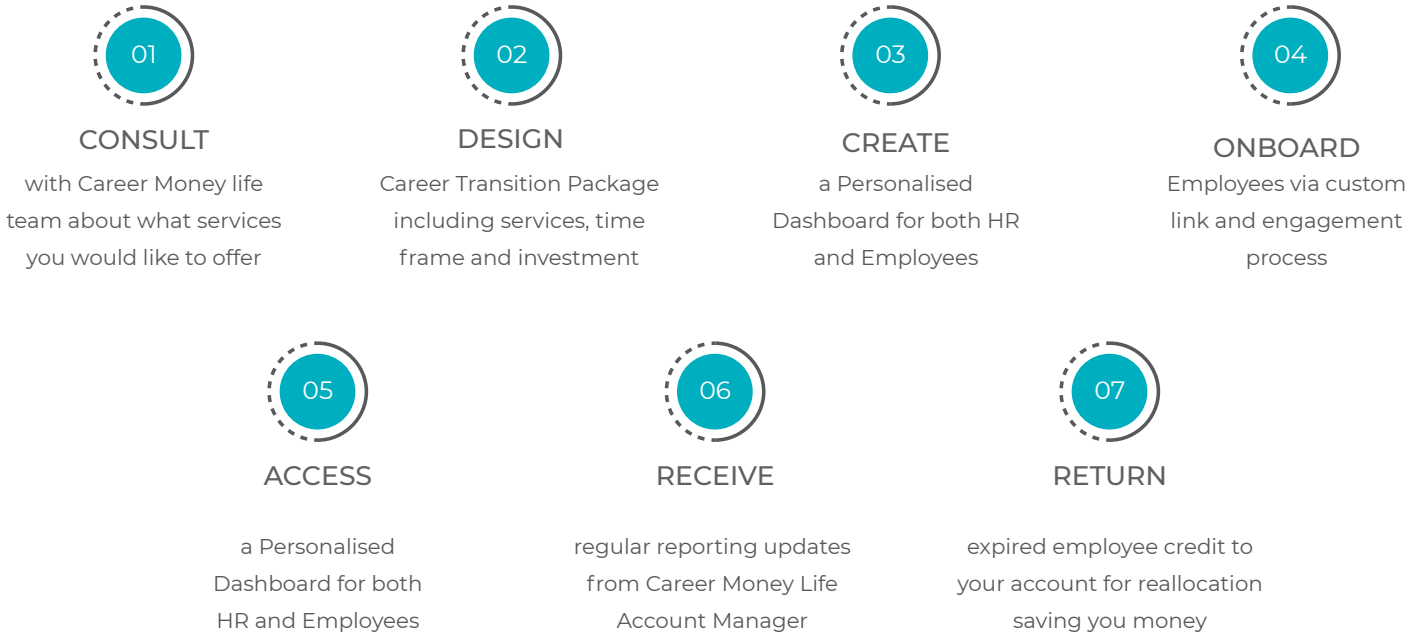 01
CONSULT
with Career Money life
team about what services
you would like to offer
02
DESIGN
Career Transition Package
including services, time
frame and investment
03
CREATE
a Personalised
Dashboard for both HR
and Employees
04
ONBOARD
Employees via custom
link and engagement
process
05
ACCESS
a Personalised
Dashboard for both
HR and Employees
06
RECEIVE
regular reporting updates
from Career Money Life
Account Manager
07
RETURN
expired employee credit to
your account for reallocation
saving you money